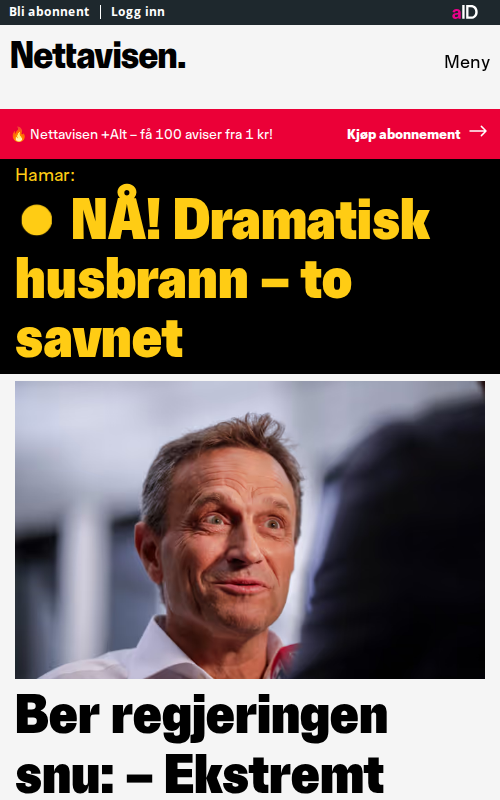 Bli abonnent | Logg inn
aID
Nettavisen.
Meny
🔥 Nettavisen +Alt – få 100 aviser fra 1 kr!
Kjøp abonnement →
Hamar:
● NÅ! Dramatisk
husbrann – to
savnet
Ber regjeringen
snu: – Ekstremt